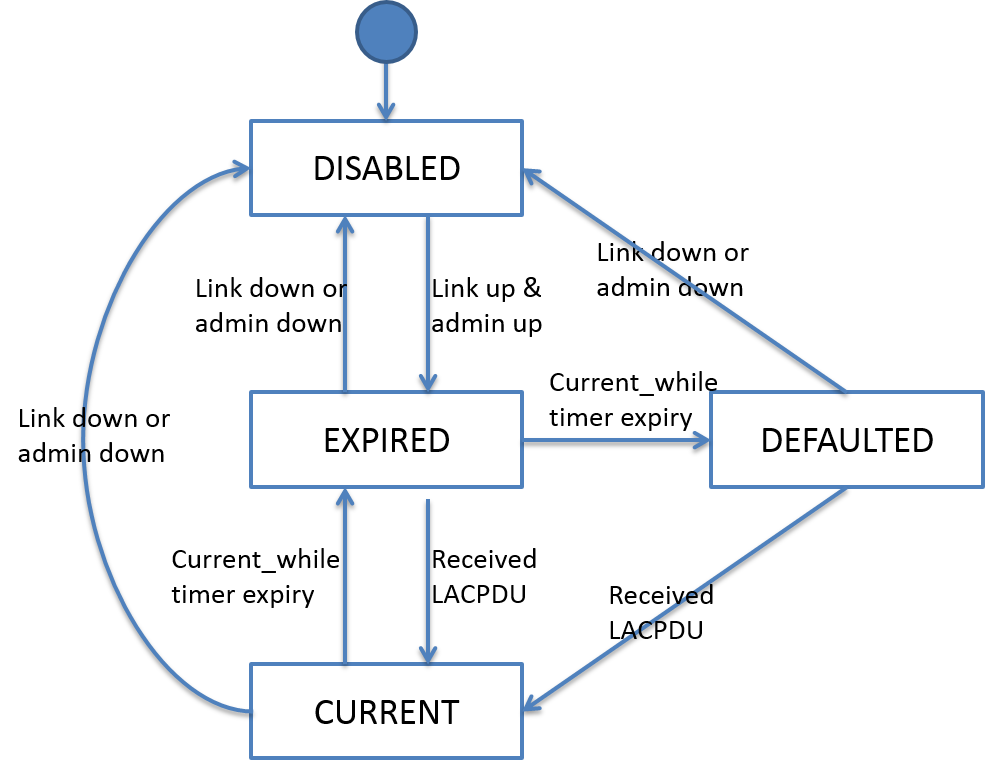 DISABLED
Link down or
admin down
Link up &
admin up
Link down or
admin down
Link down or
admin down
EXPIRED
Current_while
timer expiry
DEFAULTED
Current_while
timer expiry
Received
LACPDU
Received
LACPDU
CURRENT